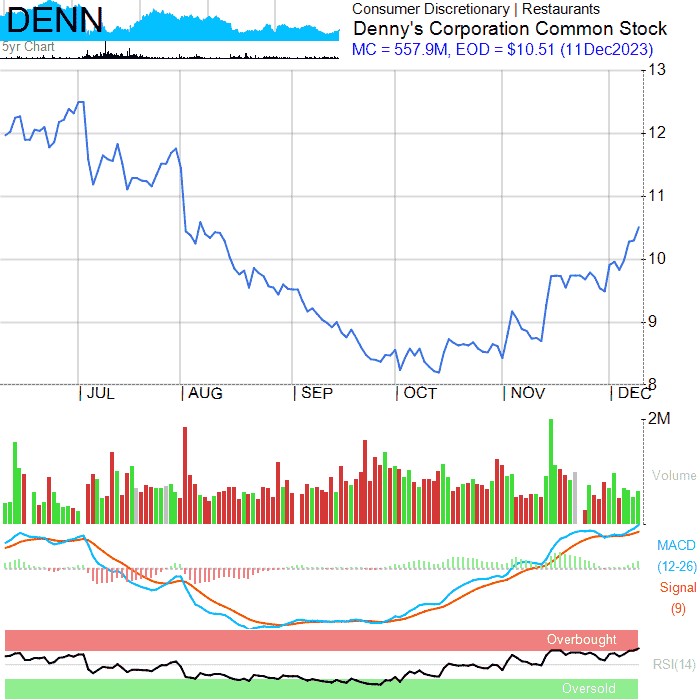 DENN
5yr Chart
Consumer Discretionary | Restaurants
Denny's Corporation Common Stock
MC = 557.9M, EOD = $10.51 (11Dec2023)
13
12
11
10
9
8
JUL
AUG
SEP
OCT
NOV
DEC
2M
Volume
MACD
(12-26)
Signal
(9)
Overbought
RSI(14)
Oversold